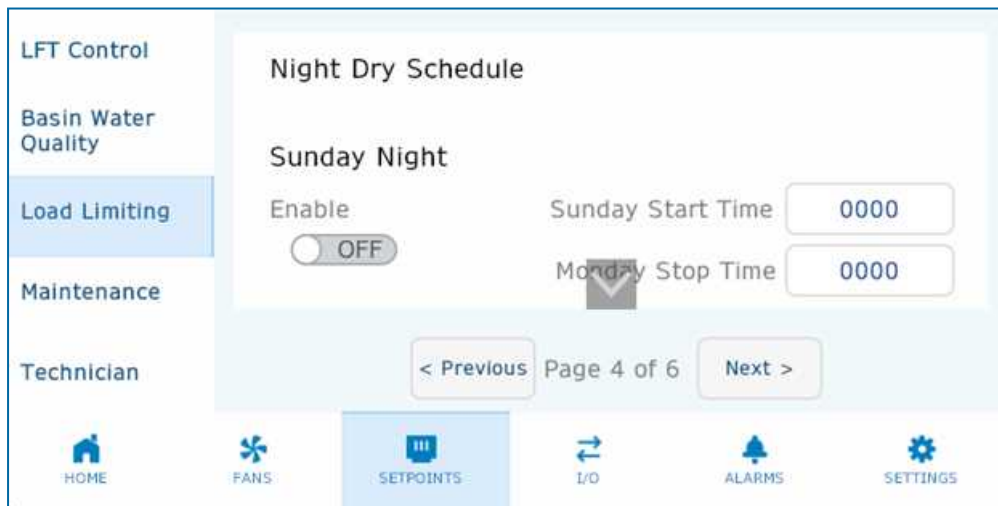 LFT Control
Basin Water
Quality
Load Limiting
Maintenance
Technician
Night Dry Schedule
Sunday Night
Enable
OFF
Sunday Start Time 0000
Monday Stop Time 0000
< Previous Page 4 of 6 Next >
HOME FANS SETPOINTS I/O ALARMS SETTINGS